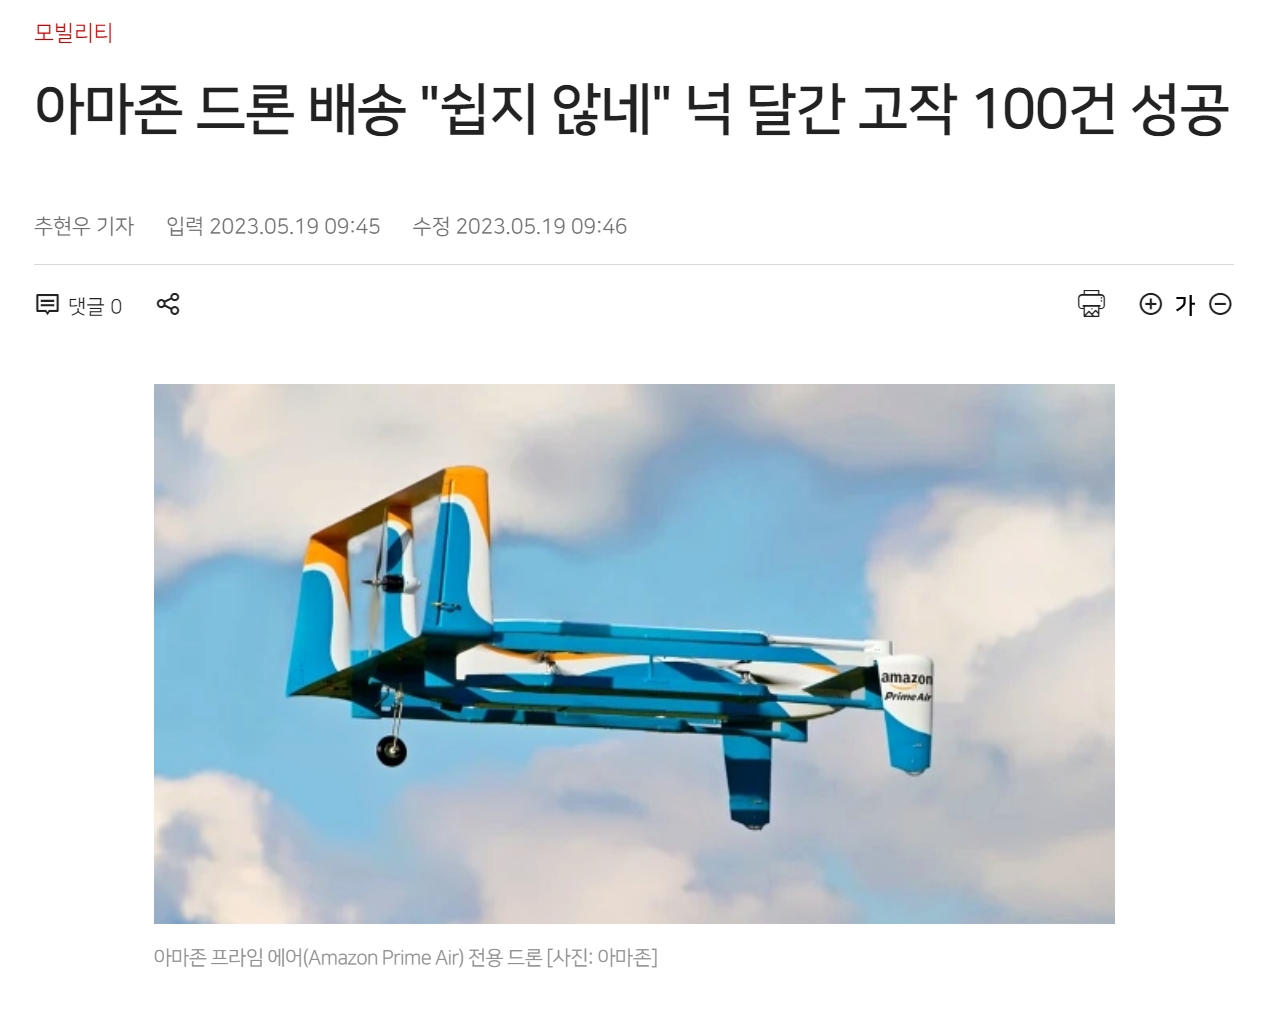 모빌리티
아마존 드론 배송 "쉽지 않네" 넉 달간 고작 100건 성공
추현우 기자 입력 2023.05.19 09:45 수정 2023.05.19 09:46
댓글 0 가
amazon
Prime Air
아마존 프라임 에어(Amazon Prime Air) 전용 드론 [사진: 아마존]